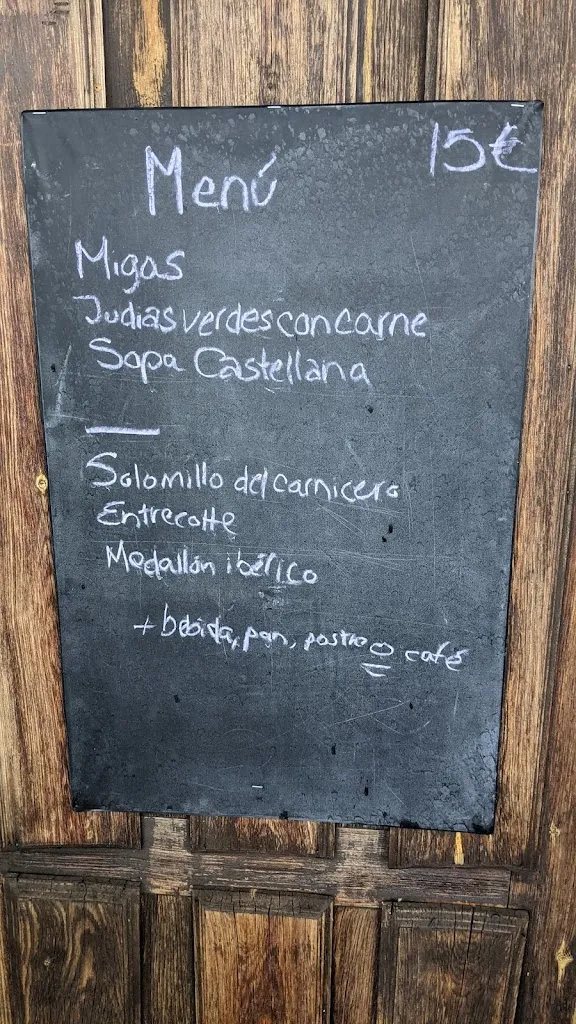 15€
Menú
Migas
Judias verdes con carne
Sopa Castellana
Solomillo del carnicero
Entrecotte
Medallón ibérico
+ bebida, pan, postre o café